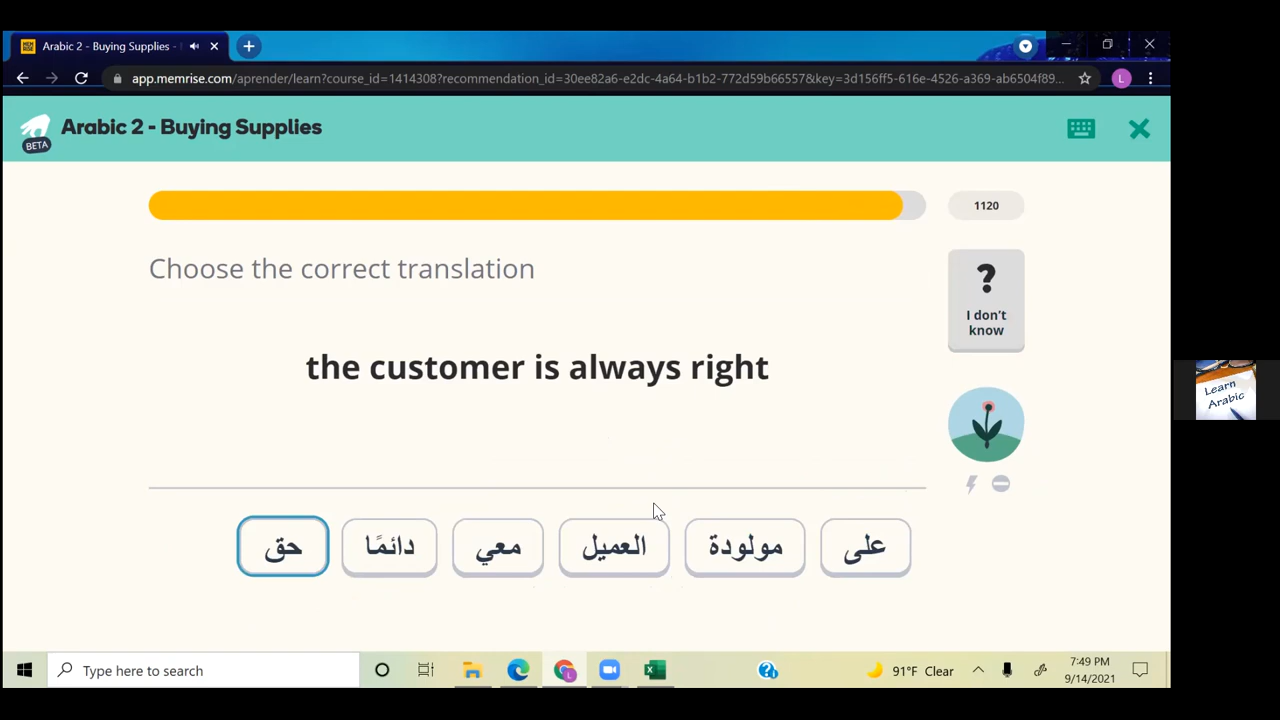 Arabic 2 - Buying Supplies -
app.memrise.com/aprender/learn?course_id=1414308?recommendation_id=30ee82a6-e2dc-4a64-b1b2-772d59b66557&key=3d156ff5-616e-4526-a369-ab6504f89...
L
BETA
Arabic 2 - Buying Supplies
1120
Choose the correct translation
?
I don't
know
the customer is always right
Learn
Arabic
على
مولودة
العميل
معي
دائمًا
حق
Type here to search
91°F Clear
7:49 PM
9/14/2021